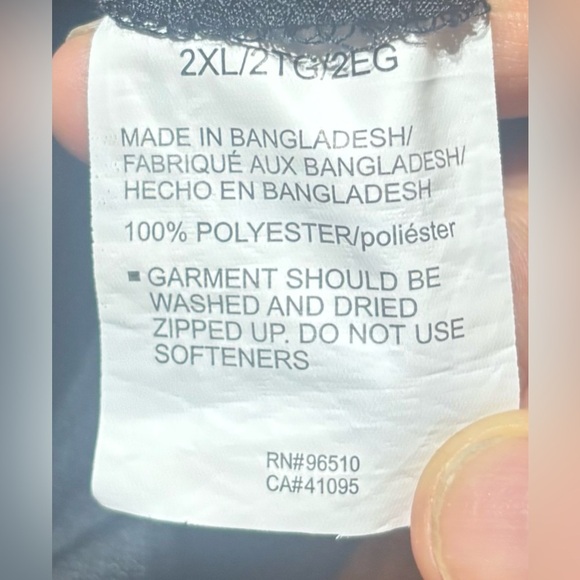 2XL/2TG/2EG
MADE IN BANGLADESH/
FABRIQUÉ AUX BANGLADESH/
HECHO EN BANGLADESH
100% POLYESTER/poliéster
GARMENT SHOULD BE
WASHED AND DRIED
ZIPPED UP. DO NOT USE
SOFTENERS
RN#96510
CA#41095